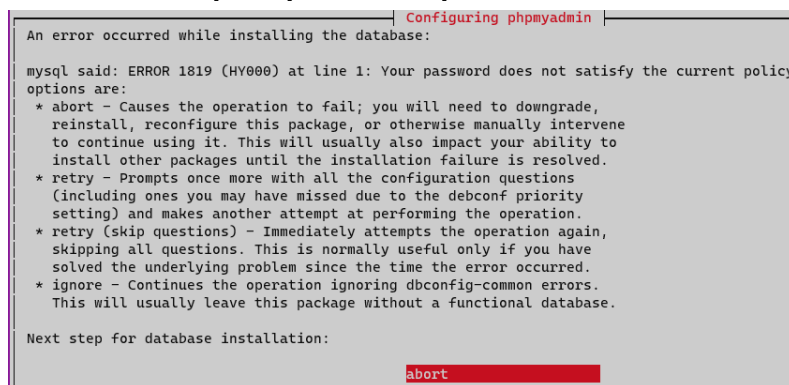 Configuring phpmyadmin
An error occurred while installing the database:
mysql said: ERROR 1819 (HY000) at line 1: Your password does not satisfy the current policy
options are:
* abort - Causes the operation to fail; you will need to downgrade,
reinstall, reconfigure this package, or otherwise manually intervene
to continue using it. This will usually also impact your ability to
install other packages until the installation failure is resolved.
* retry - Prompts once more with all the configuration questions
(including ones you may have missed due to the debconf priority
setting) and makes another attempt at performing the operation.
* retry (skip questions) - Immediately attempts the operation again,
skipping all questions. This is normally useful only if you have
solved the underlying problem since the time the error occurred.
* ignore - Continues the operation ignoring dbconfig-common errors.
This will usually leave this package without a functional database.
Next step for database installation:
abort